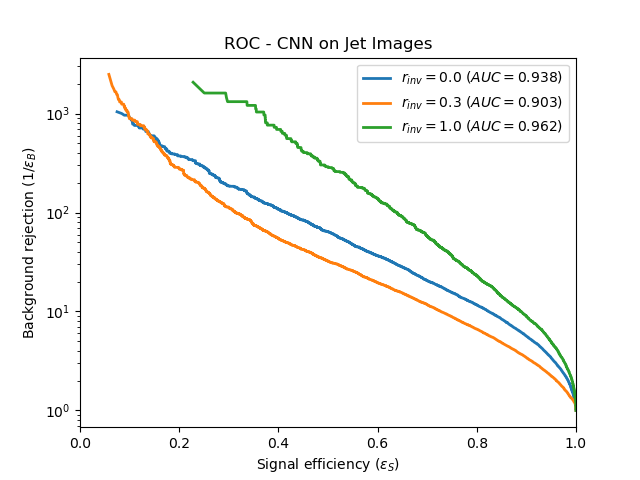 ROC - CNN on Jet Images
r_inv = 0.0 (AUC = 0.938)
r_inv = 0.3 (AUC = 0.903)
r_inv = 1.0 (AUC = 0.962)
Background rejection (1/ε_B)
10³
10²
10¹
10⁰
0.0 0.2 0.4 0.6 0.8 1.0
Signal efficiency (ε_S)